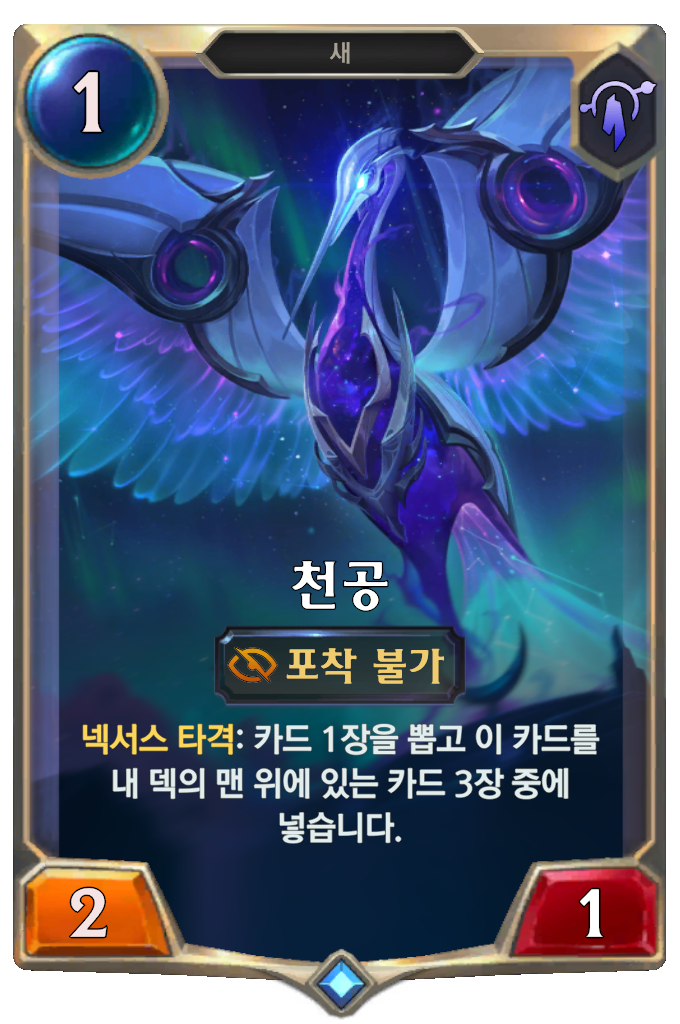 새
1
천공
포착 불가
넥서스 타격: 카드 1장을 뽑고 이 카드를
내 덱의 맨 위에 있는 카드 3장 중에
넣습니다.
2
1